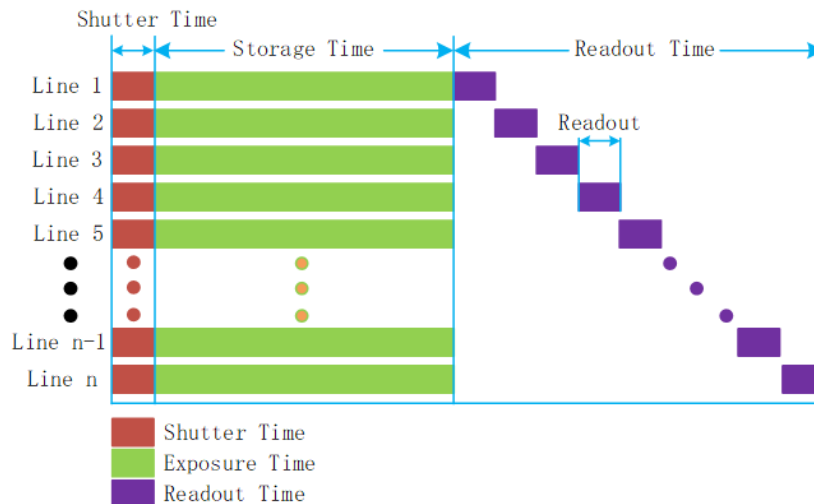 Shutter Time
Storage Time
Readout Time
Line 1
Line 2
Readout
Line 3
Line 4
Line 5
Line n-1
Line n
Shutter Time
Exposure Time
Readout Time